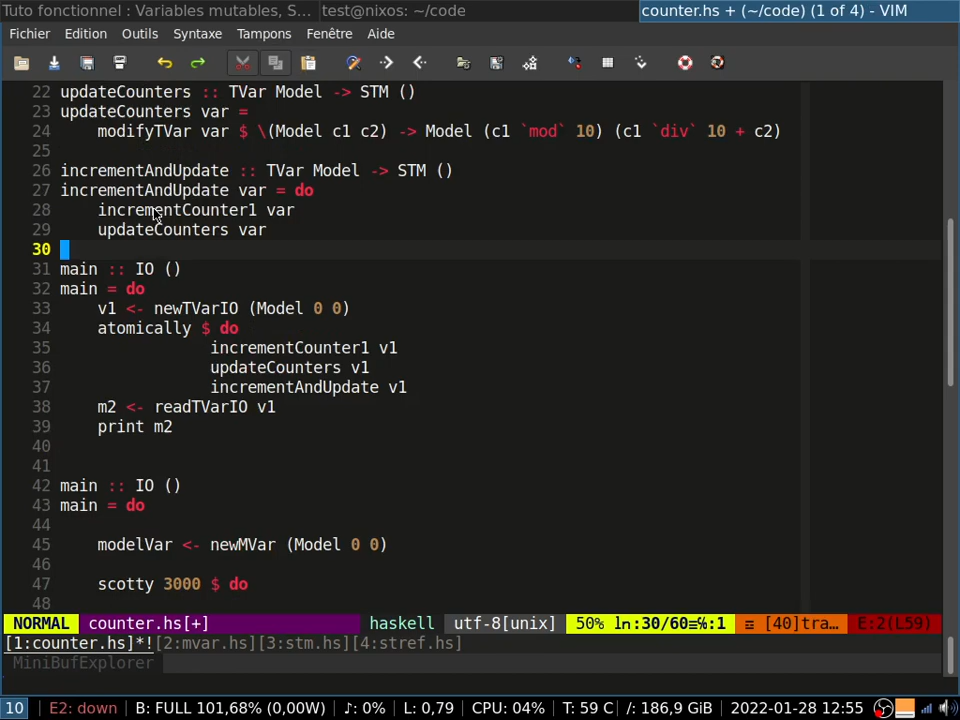 Tuto fonctionnel : Variables mutables, S...
test@nixos: ~/code
counter.hs + (~/code) (1 of 4) - VIM
Fichier Edition Outils Syntaxe Tampons Fenêtre Aide
22 updateCounters :: TVar Model -> STM ()
23 updateCounters var =
24     modifyTVar var $ \(Model c1 c2) -> Model (c1 `mod` 10) (c1 `div` 10 + c2)
25
26 incrementAndUpdate :: TVar Model -> STM ()
27 incrementAndUpdate var = do
28     incrementCounter1 var
29     updateCounters var
30
31 main :: IO ()
32 main = do
33     v1 <- newTVarIO (Model 0 0)
34     atomically $ do
35                 incrementCounter1 v1
36                 updateCounters v1
37                 incrementAndUpdate v1
38     m2 <- readTVarIO v1
39     print m2
40
41
42 main :: IO ()
43 main = do
44
45     modelVar <- newMVar (Model 0 0)
46
47     scotty 3000 $ do
48
NORMAL counter.hs[+] haskell utf-8[unix] 50% ln:30/60≡℅:1 ☲ [40]tra… E:2(L59)
[1:counter.hs]*![2:mvar.hs][3:stm.hs][4:stref.hs]
MiniBufExplorer
10 E2: down | B: FULL 101,68% (0,00W) | ♪: 0% | L: 0,79 | CPU: 04% | T: 59 C | /: 186,9 GiB | 2022-01-28 12:55